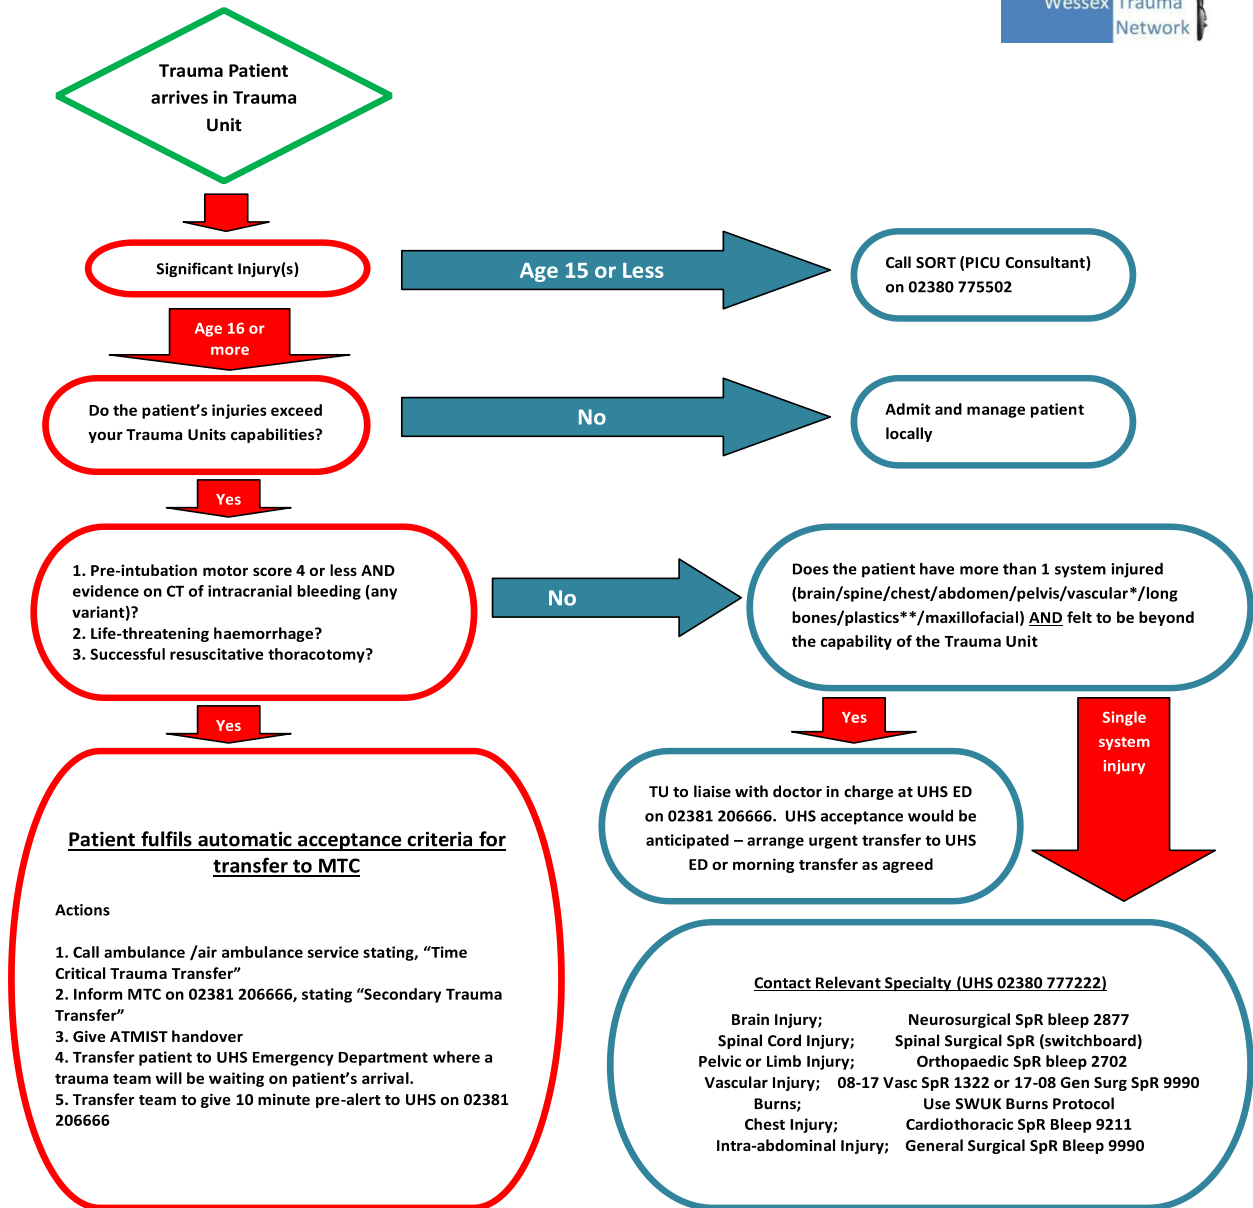 Wessex Trauma
Network
Trauma Patient
arrives in Trauma
Unit
Significant Injury(s)
Age 15 or Less
Call SORT (PICU Consultant)
on 02380 775502
Age 16 or
more
Do the patient’s injuries exceed
your Trauma Units capabilities?
No
Admit and manage patient
locally
Yes
1. Pre-intubation motor score 4 or less AND
evidence on CT of intracranial bleeding (any
variant)?
2. Life-threatening haemorrhage?
3. Successful resuscitative thoracotomy?
No
Does the patient have more than 1 system injured
(brain/spine/chest/abdomen/pelvis/vascular*/long
bones/plastics**/maxillofacial) AND felt to be beyond
the capability of the Trauma Unit
Yes
Yes
Single
system
injury
Patient fulfils automatic acceptance criteria for
transfer to MTC
Actions
1. Call ambulance /air ambulance service stating, “Time
Critical Trauma Transfer”
2. Inform MTC on 02381 206666, stating “Secondary Trauma
Transfer”
3. Give ATMIST handover
4. Transfer patient to UHS Emergency Department where a
trauma team will be waiting on patient’s arrival.
5. Transfer team to give 10 minute pre-alert to UHS on 02381
206666
TU to liaise with doctor in charge at UHS ED
on 02381 206666.  UHS acceptance would be
anticipated – arrange urgent transfer to UHS
ED or morning transfer as agreed
Contact Relevant Specialty (UHS 02380 777222)
Brain Injury; Neurosurgical SpR bleep 2877
Spinal Cord Injury; Spinal Surgical SpR (switchboard)
Pelvic or Limb Injury; Orthopaedic SpR bleep 2702
Vascular Injury; 08-17 Vasc SpR 1322 or 17-08 Gen Surg SpR 9990
Burns; Use SWUK Burns Protocol
Chest Injury; Cardiothoracic SpR Bleep 9211
Intra-abdominal Injury; General Surgical SpR Bleep 9990